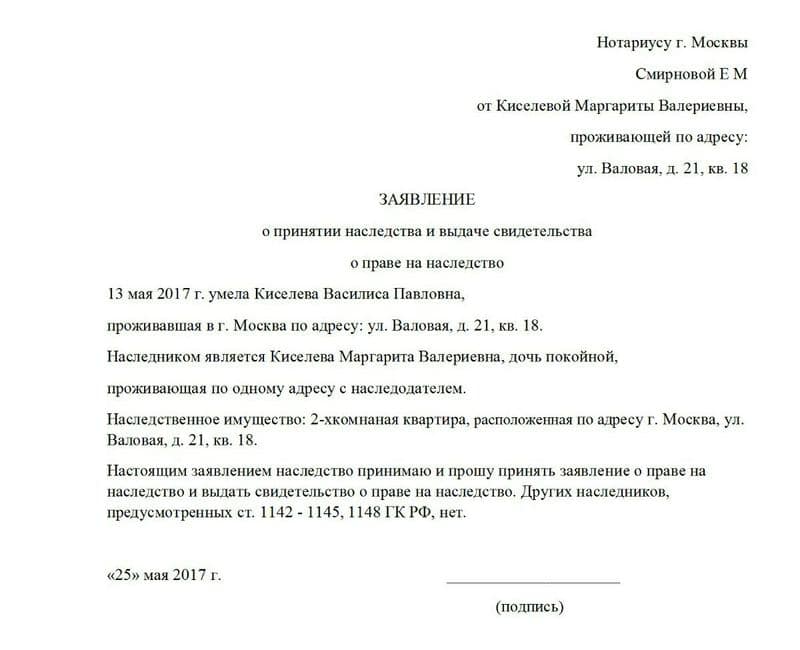 Нотариусу г. Москвы
Смирновой Е М
от Киселевой Маргариты Валериевны,
проживающей по адресу:
ул. Валовая, д. 21, кв. 18
ЗАЯВЛЕНИЕ
о принятии наследства и выдаче свидетельства
о праве на наследство
13 мая 2017 г. умела Киселева Василиса Павловна,
проживавшая в г. Москва по адресу: ул. Валовая, д. 21, кв. 18.
Наследником является Киселева Маргарита Валериевна, дочь покойной,
проживающая по одному адресу с наследодателем.
Наследственное имущество: 2-хкомнаная квартира, расположенная по адресу г. Москва, ул.
Валовая, д. 21, кв. 18.
Настоящим заявлением наследство принимаю и прошу принять заявление о праве на
наследство и выдать свидетельство о праве на наследство. Других наследников,
предусмотренных ст. 1142 - 1145, 1148 ГК РФ, нет.
«25» мая 2017 г.
(подпись)